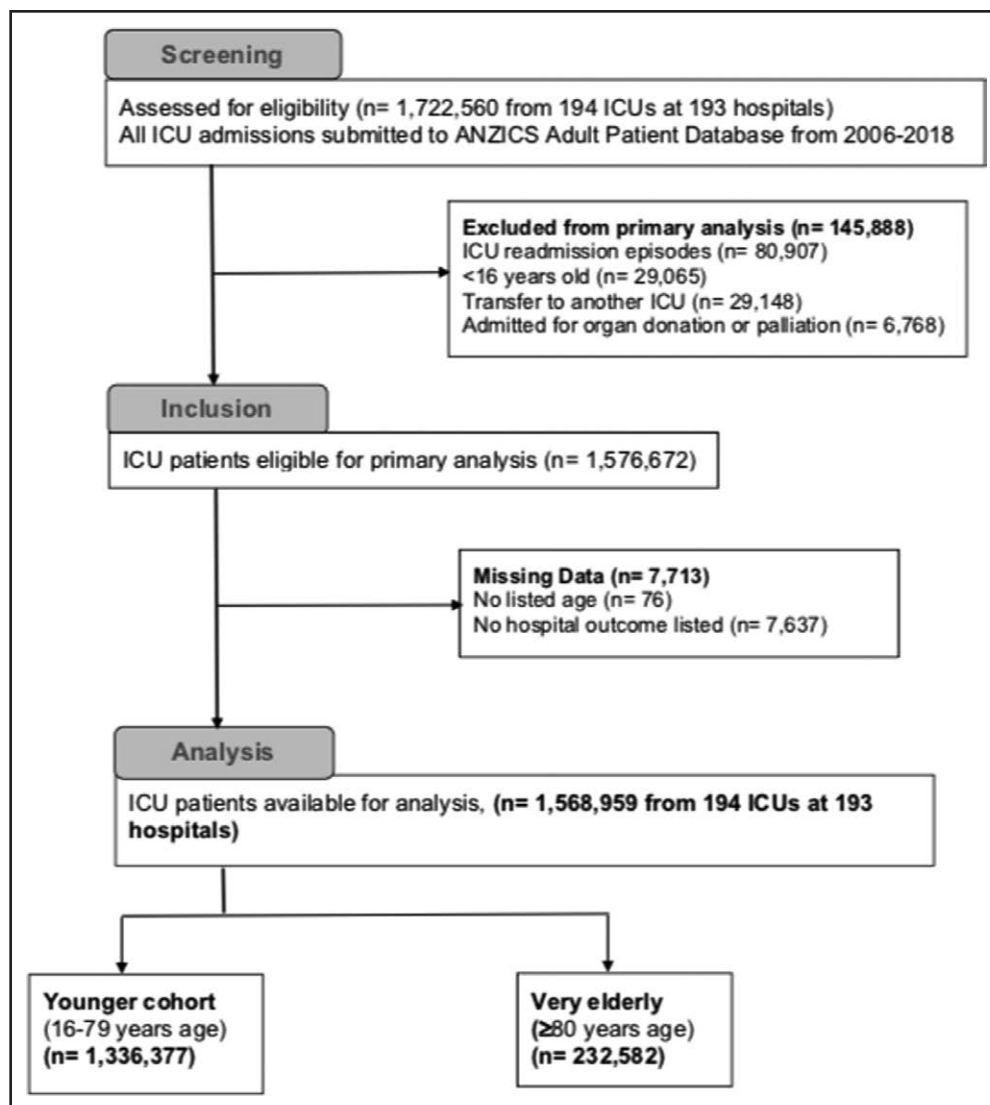 Screening
Assessed for eligibility (n= 1,722,560 from 194 ICUs at 193 hospitals)
All ICU admissions submitted to ANZICS Adult Patient Database from 2006-2018
Excluded from primary analysis (n= 145,888)
ICU readmission episodes (n= 80,907)
<16 years old (n= 29,065)
Transfer to another ICU (n= 29,148)
Admitted for organ donation or palliation (n= 6,768)
Inclusion
ICU patients eligible for primary analysis (n= 1,576,672)
Missing Data (n= 7,713)
No listed age (n= 76)
No hospital outcome listed (n= 7,637)
Analysis
ICU patients available for analysis, (n= 1,568,959 from 194 ICUs at 193
hospitals)
Younger cohort
(16-79 years age)
(n= 1,336,377)
Very elderly
(≥80 years age)
(n= 232,582)